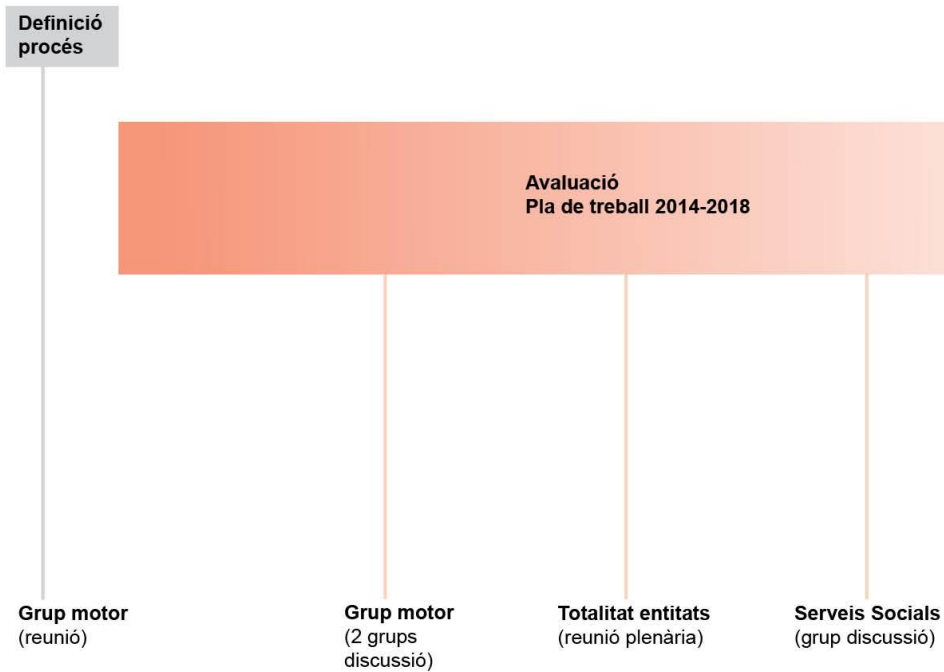 Definició
procés
Avaluació
Pla de treball 2014-2018
Grup motor
(reunió)
Grup motor
(2 grups
discussió)
Totalitat entitats
(reunió plenària)
Serveis Socials
(grup discussió)